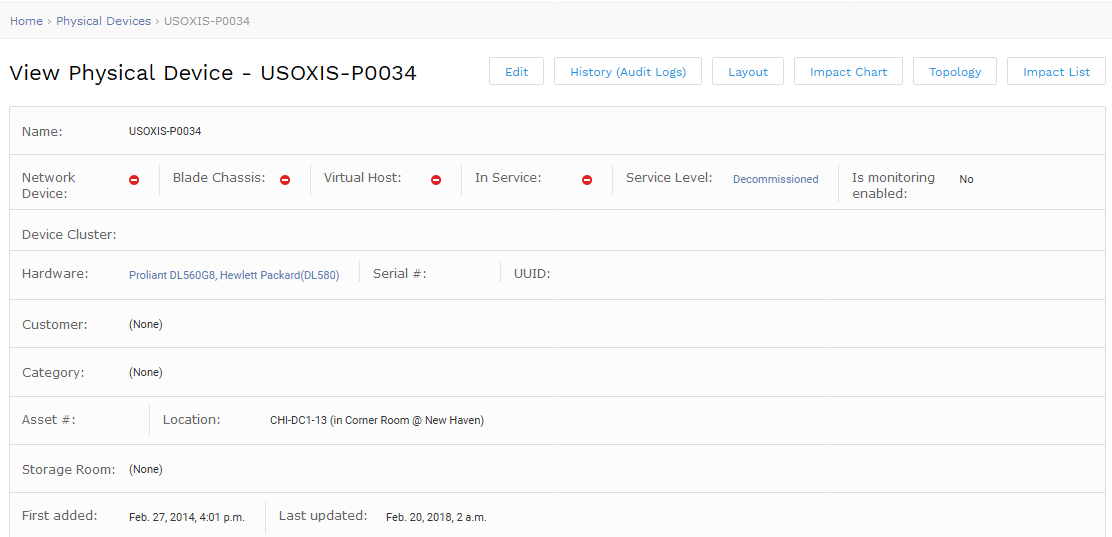 Home › Physical Devices › USOXIS-P0034
View Physical Device - USOXIS-P0034
Edit
History (Audit Logs)
Layout
Impact Chart
Topology
Impact List
Name: USOXIS-P0034
Network Device:
Blade Chassis:
Virtual Host:
In Service:
Service Level: Decommissioned
Is monitoring enabled: No
Device Cluster:
Hardware: Proliant DL560G8, Hewlett Packard(DL580)
Serial #:
UUID:
Customer: (None)
Category: (None)
Asset #:
Location: CHI-DC1-13 (in Corner Room @ New Haven)
Storage Room: (None)
First added: Feb. 27, 2014, 4:01 p.m.
Last updated: Feb. 20, 2018, 2 a.m.